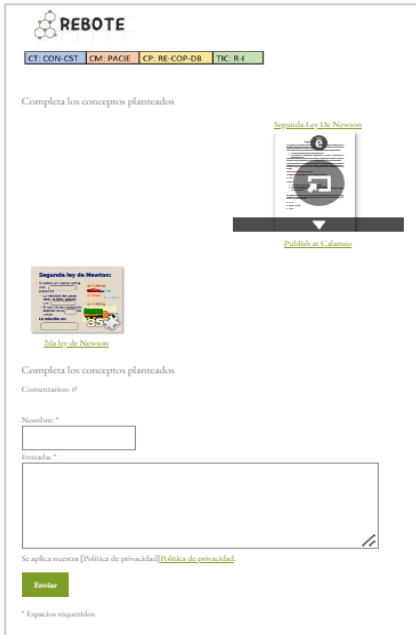 REBOTE
CT: CON-CST CM: PACIE CP: RE-COP-DB TIC: R-I
Completa los conceptos planteados
Segunda Ley De Newton
Publish at Calameo
Segunda ley de Newton:
35
2da ley de Newton
Completa los conceptos planteados
Comentarios: 0
Nombre: *
Entrada: *
Se aplica nuestra [Política de privacidad]Política de privacidad.
Enviar
* Espacios requeridos